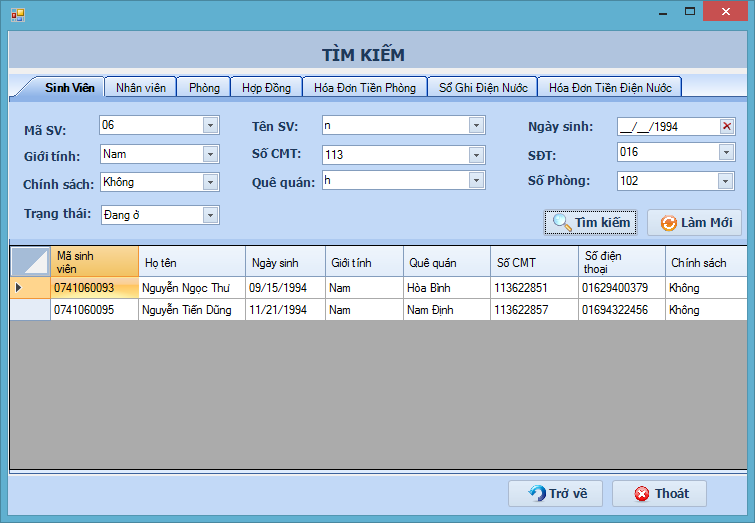 TÌM KIẾM
Sinh Viên Nhân viên Phòng Hợp Đồng Hóa Đơn Tiền Phòng Sổ Ghi Điện Nước Hóa Đơn Tiền Điện Nước
Mã SV: 06 Tên SV: n Ngày sinh: __/__/1994
Giới tính: Nam Số CMT: 113 SĐT: 016
Chính sách: Không Quê quán: h Số Phòng: 102
Trạng thái: Đang ở Tìm kiếm Làm Mới
Mã sinh viên Họ tên Ngày sinh Giới tính Quê quán Số CMT Số điện thoại Chính sách
0741060093 Nguyễn Ngọc Thư 09/15/1994 Nam Hòa Bình 113622851 01629400379 Không
0741060095 Nguyễn Tiến Dũng 11/21/1994 Nam Nam Định 113622857 01694322456 Không
Trở về Thoát